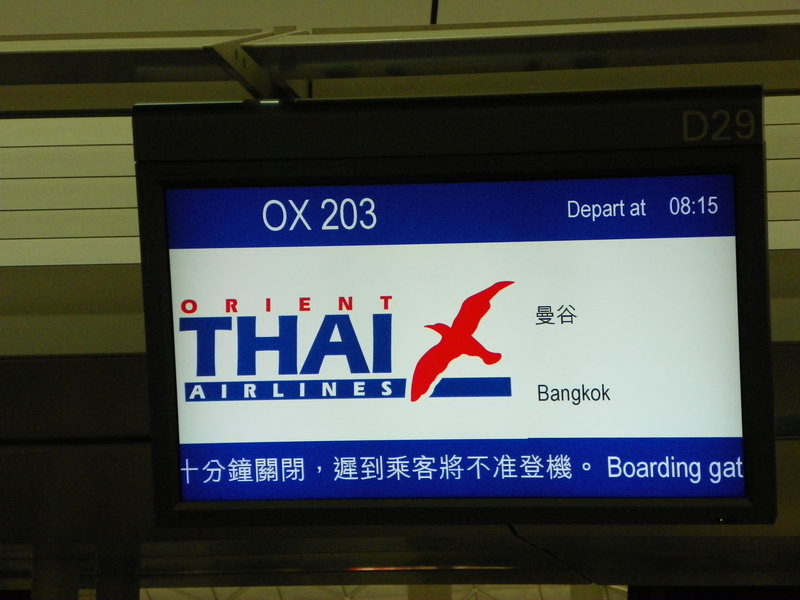 D29
OX 203 Depart at 08:15
ORIENT
THAI
AIRLINES
曼谷
Bangkok
十分鐘關閉，遲到乘客將不准登機。 Boarding gat